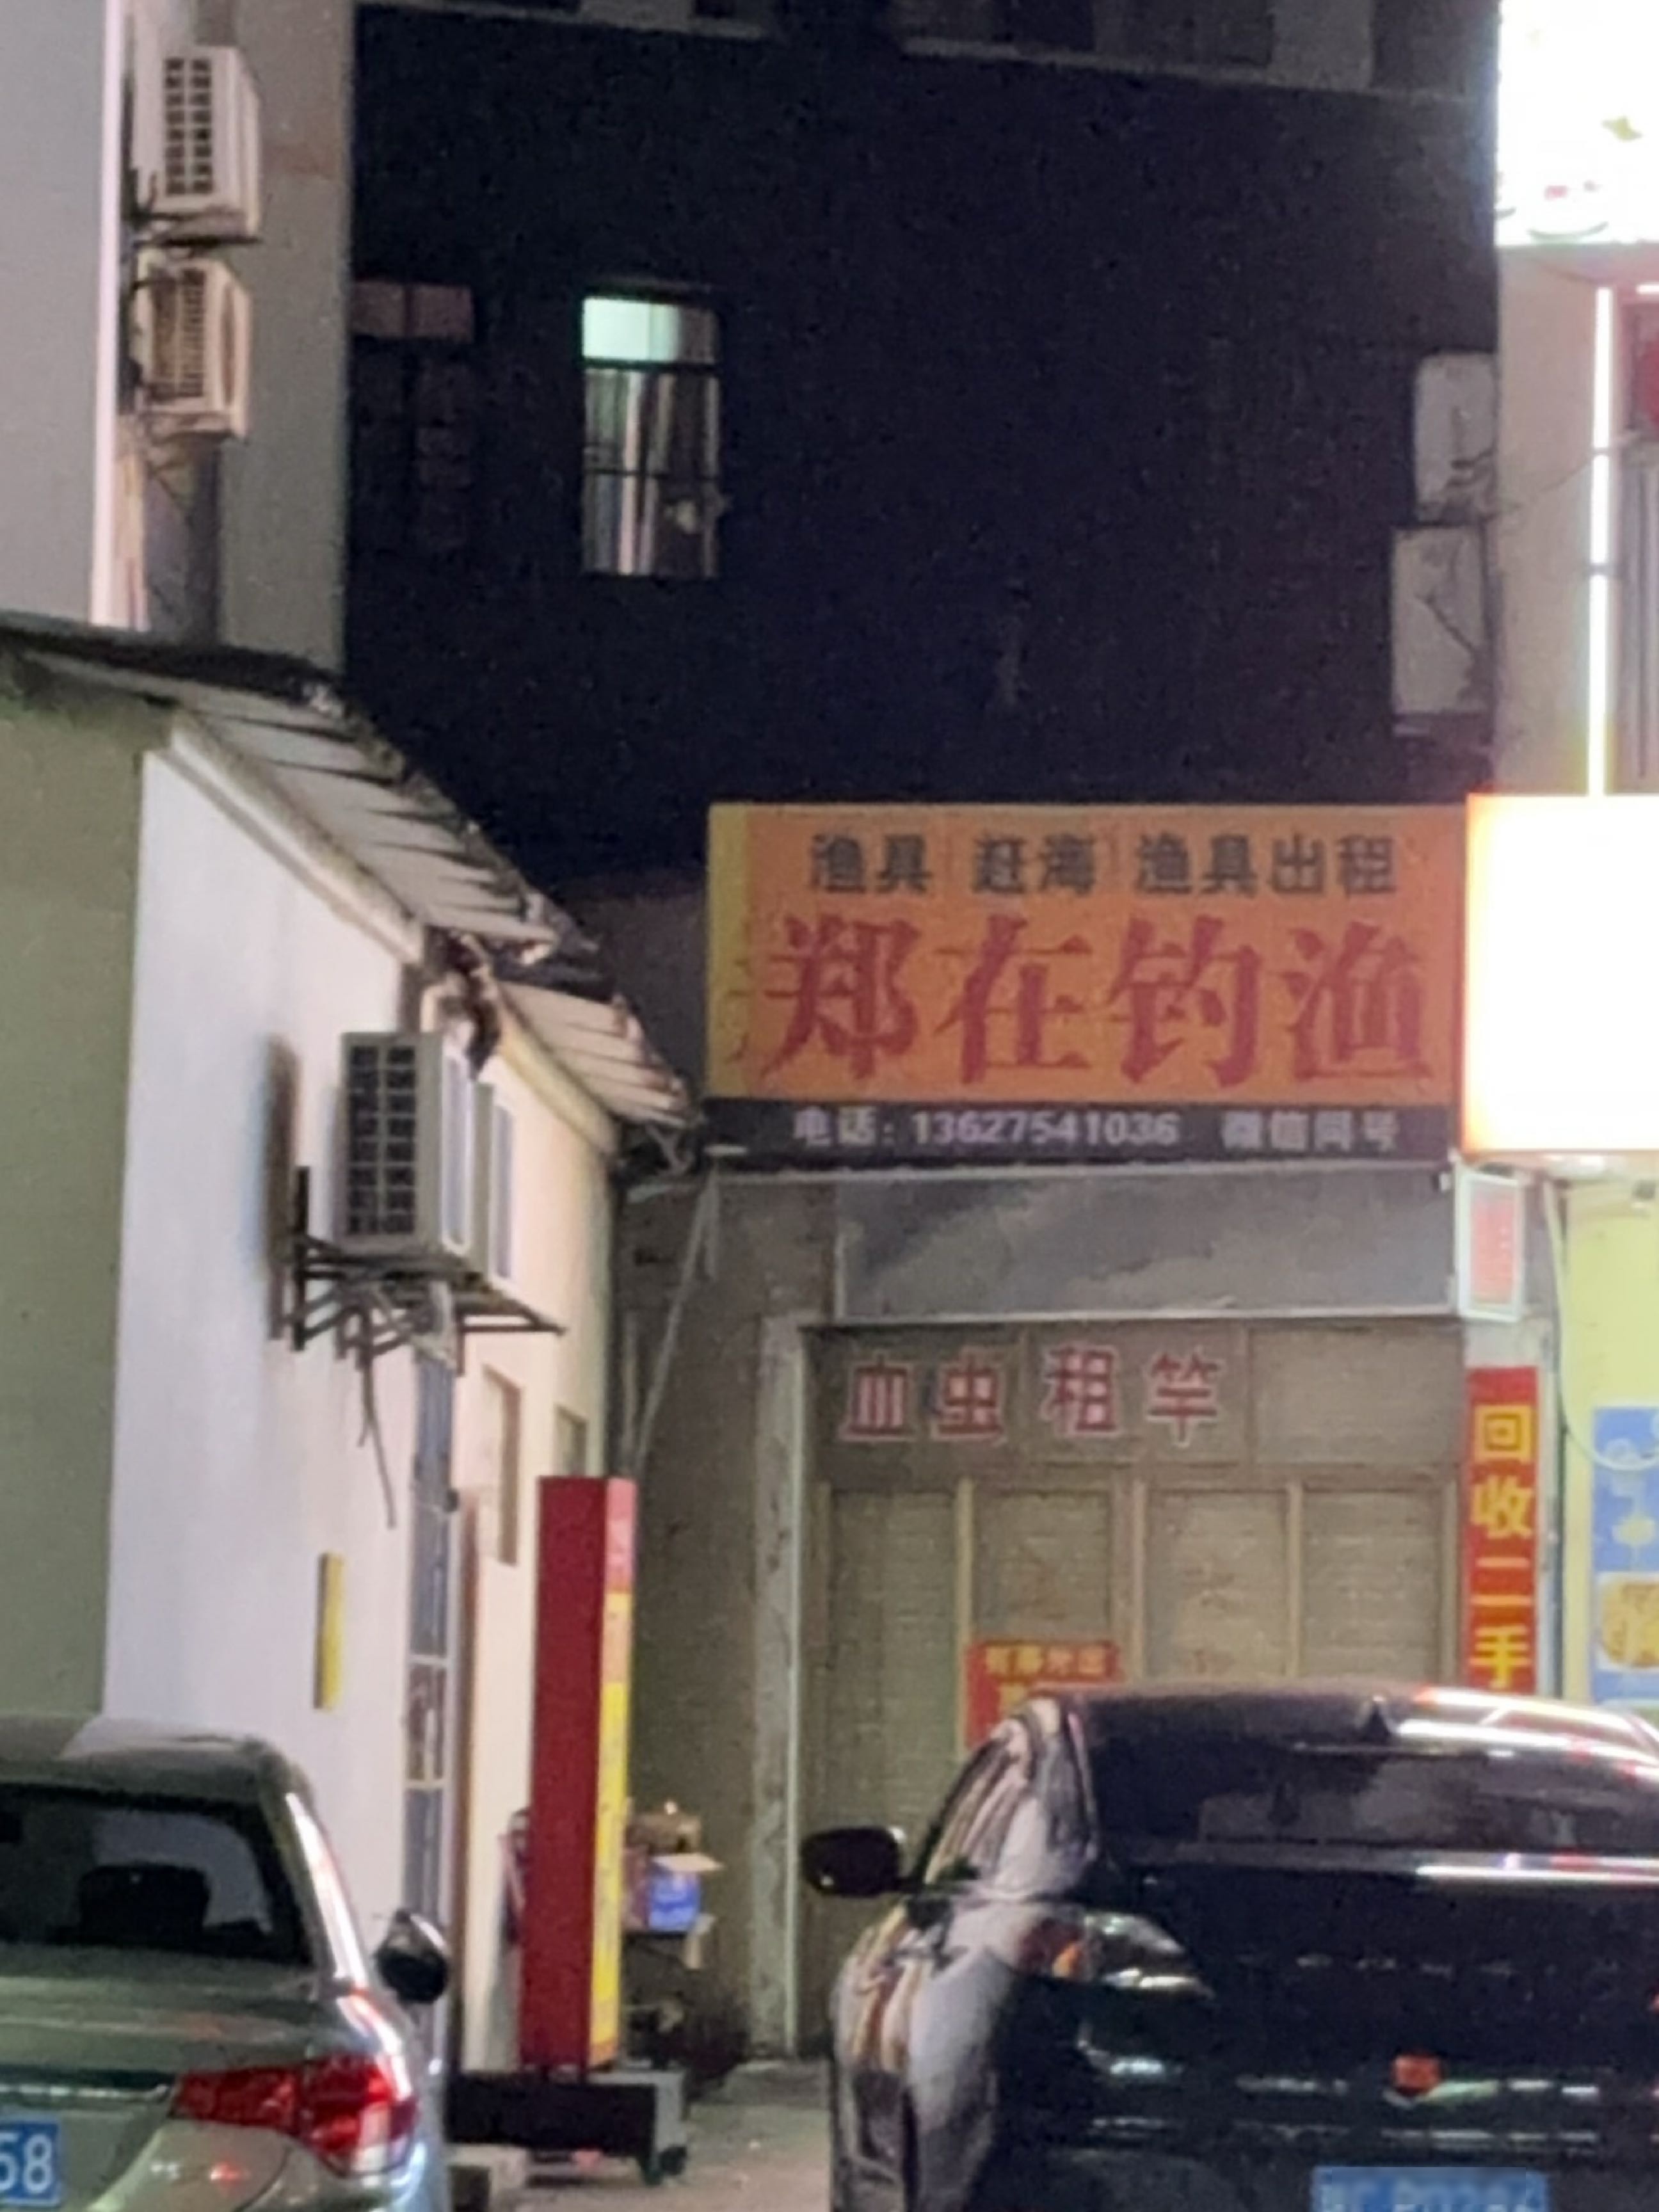 渔具 赶海 渔具出租
郑在钓渔
电话：13627541036 微信同号
血虫 租竿
回收二手
58